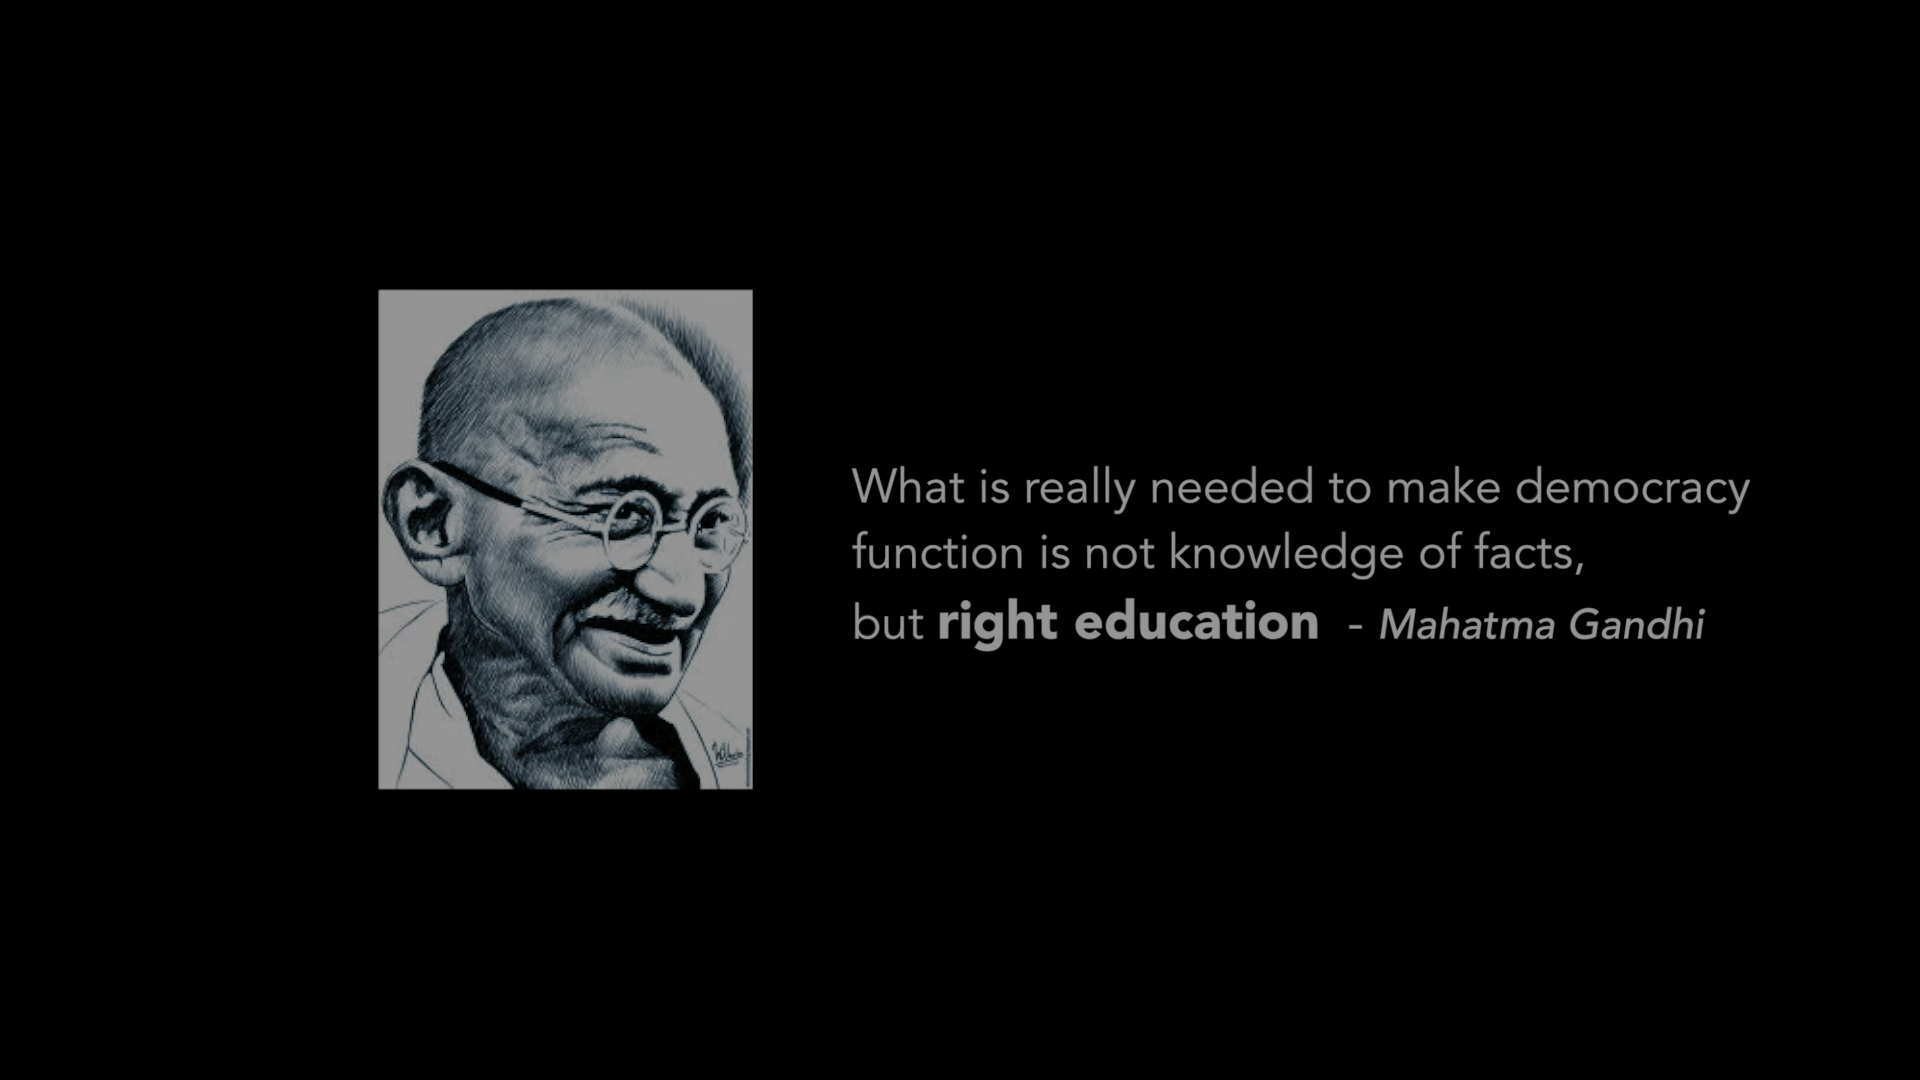 What is really needed to make democracy
function is not knowledge of facts,
but right education - Mahatma Gandhi